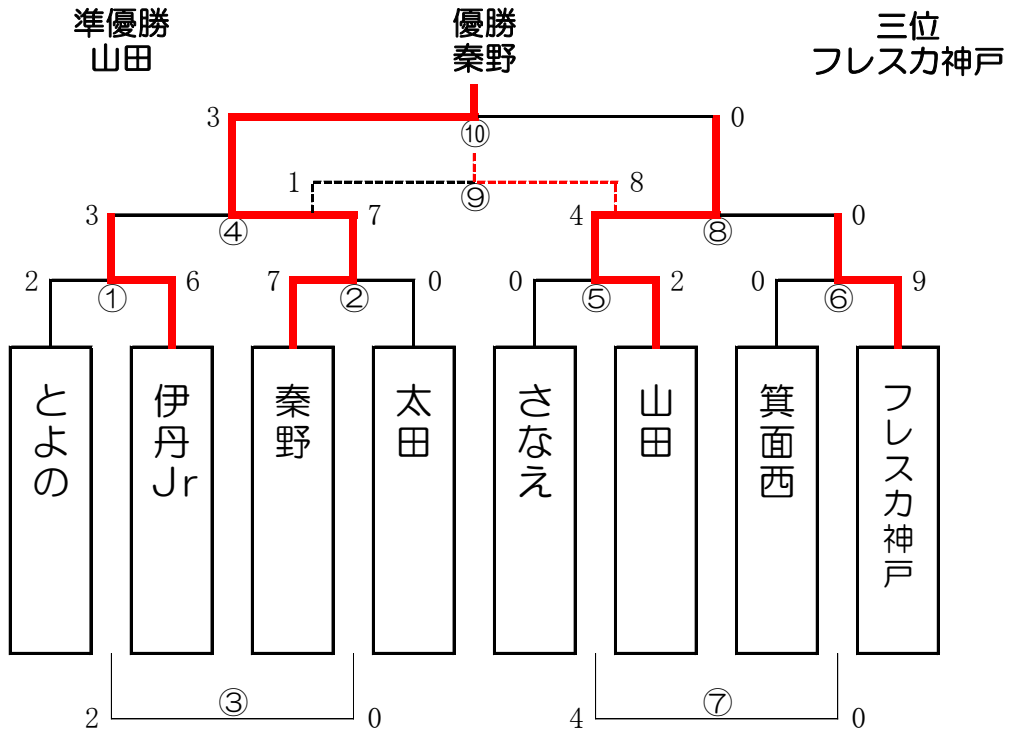 準優勝
山田
優勝
秦野
三位
フレスカ神戸
3
⑩
0
1
⑨
8
3
④
7
4
⑧
0
2
①
6
7
②
0
0
⑤
2
0
⑥
9
とよの
伊丹Jr
秦野
太田
さなえ
山田
箕面西
フレスカ神戸
2
③
0
4
⑦
0